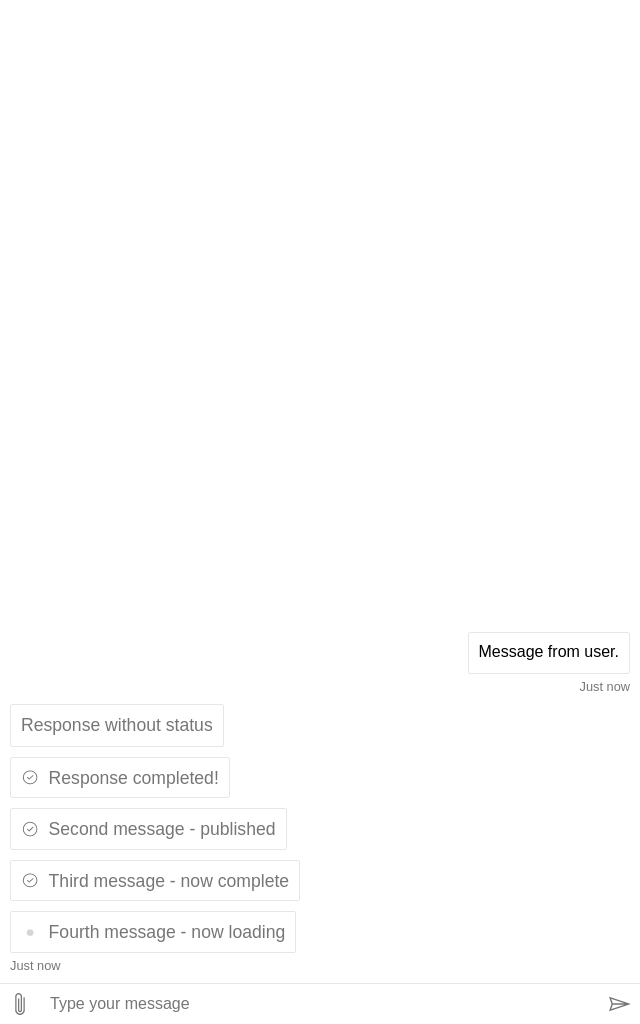 Message from user.
Just now
Response without status
Response completed!
Second message - published
Third message - now complete
Fourth message - now loading
Just now
Type your message